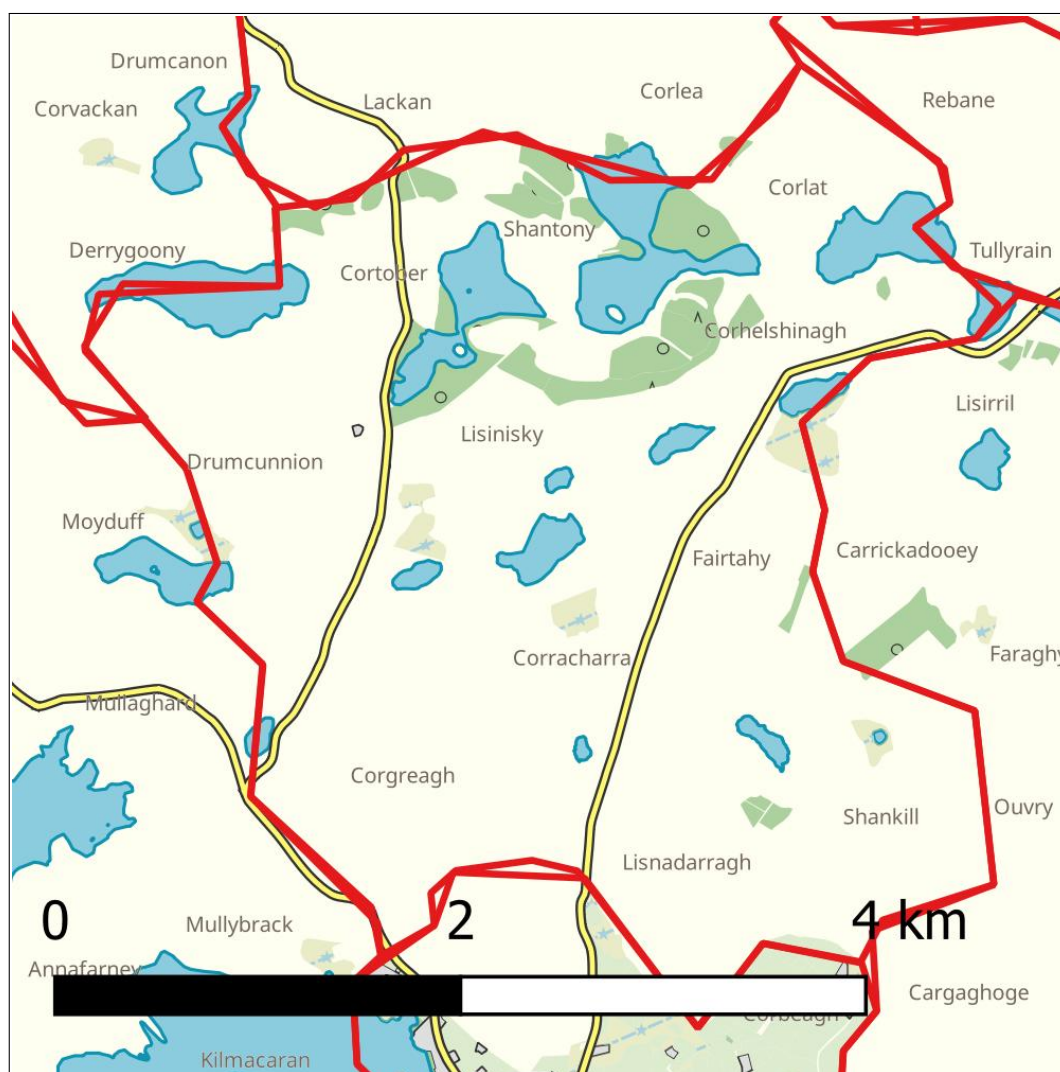 Drumcanon
Corvackan
Lackan
Corlea
Rebane
Corlat
Shantony
Derrygoony
Cortober
Tullyrain
Corhelshinagh
Lisirril
Lisinisky
Drumcunnion
Moyduff
Fairtahy
Carrickadooey
Corracharra
Faraghy
Mullaghard
Corgreagh
Ouvry
Shankill
Lisnadarragh
0 2 4 km
Mullybrack
Annafarney
Cargaghoge
Corbeagh
Kilmacaran